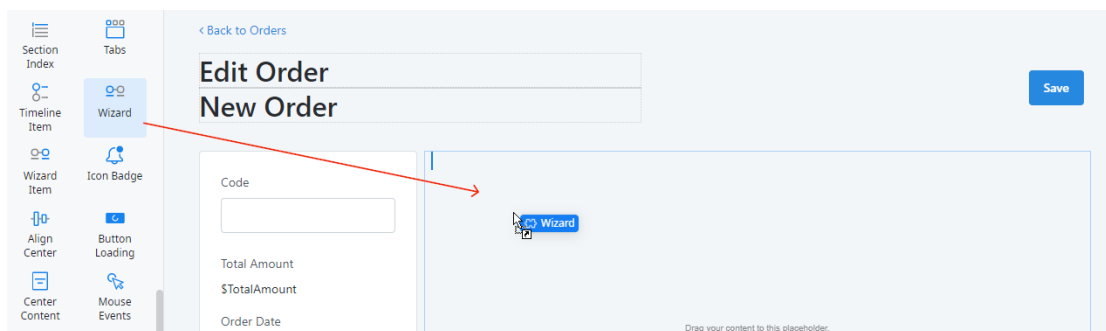 Section
Index
Tabs
Timeline
Item
Wizard
Wizard
Item
Icon Badge
Align
Center
Button
Loading
Center
Content
Mouse
Events
< Back to Orders
Edit Order
New Order
Save
Code
Total Amount
$TotalAmount
Order Date
Wizard
Drag your content to this placeholder.